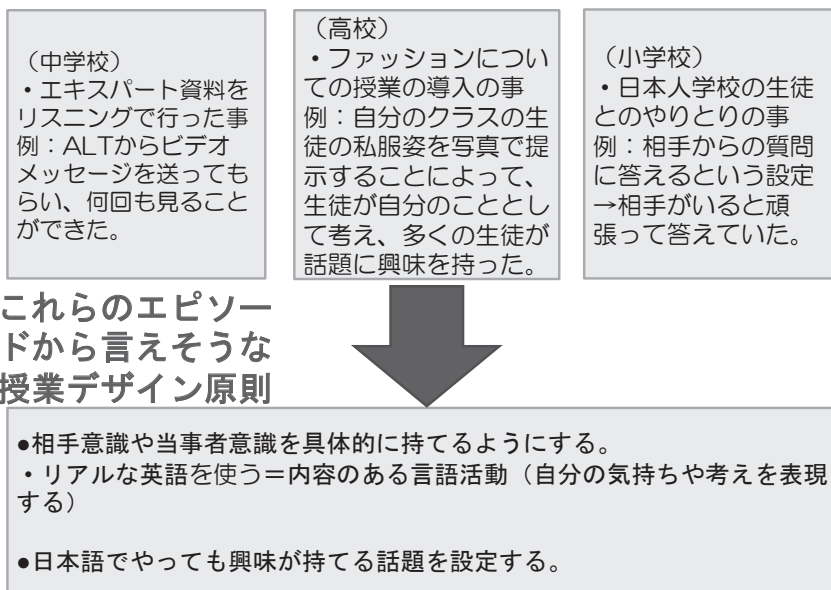 （中学校）
・エキスパート資料を
リスニングで行った事
例：ALTからビデオ
メッセージを送っても
らい、何回も見ること
ができた。
（高校）
・ファッションについ
ての授業の導入の事
例：自分のクラスの生
徒の私服姿を写真で提
示することによって、
生徒が自分のこととし
て考え、多くの生徒が
話題に興味を持った。
（小学校）
・日本人学校の生徒
とのやりとりの事
例：相手からの質問
に答えるという設定
→相手がいると頑
張って答えていた。
これらのエピソー
ドから言えそうな
授業デザイン原則
●相手意識や当事者意識を具体的に持てるようにする。
・リアルな英語を使う＝内容のある言語活動（自分の気持ちや考えを表現
する）
●日本語でやっても興味が持てる話題を設定する。